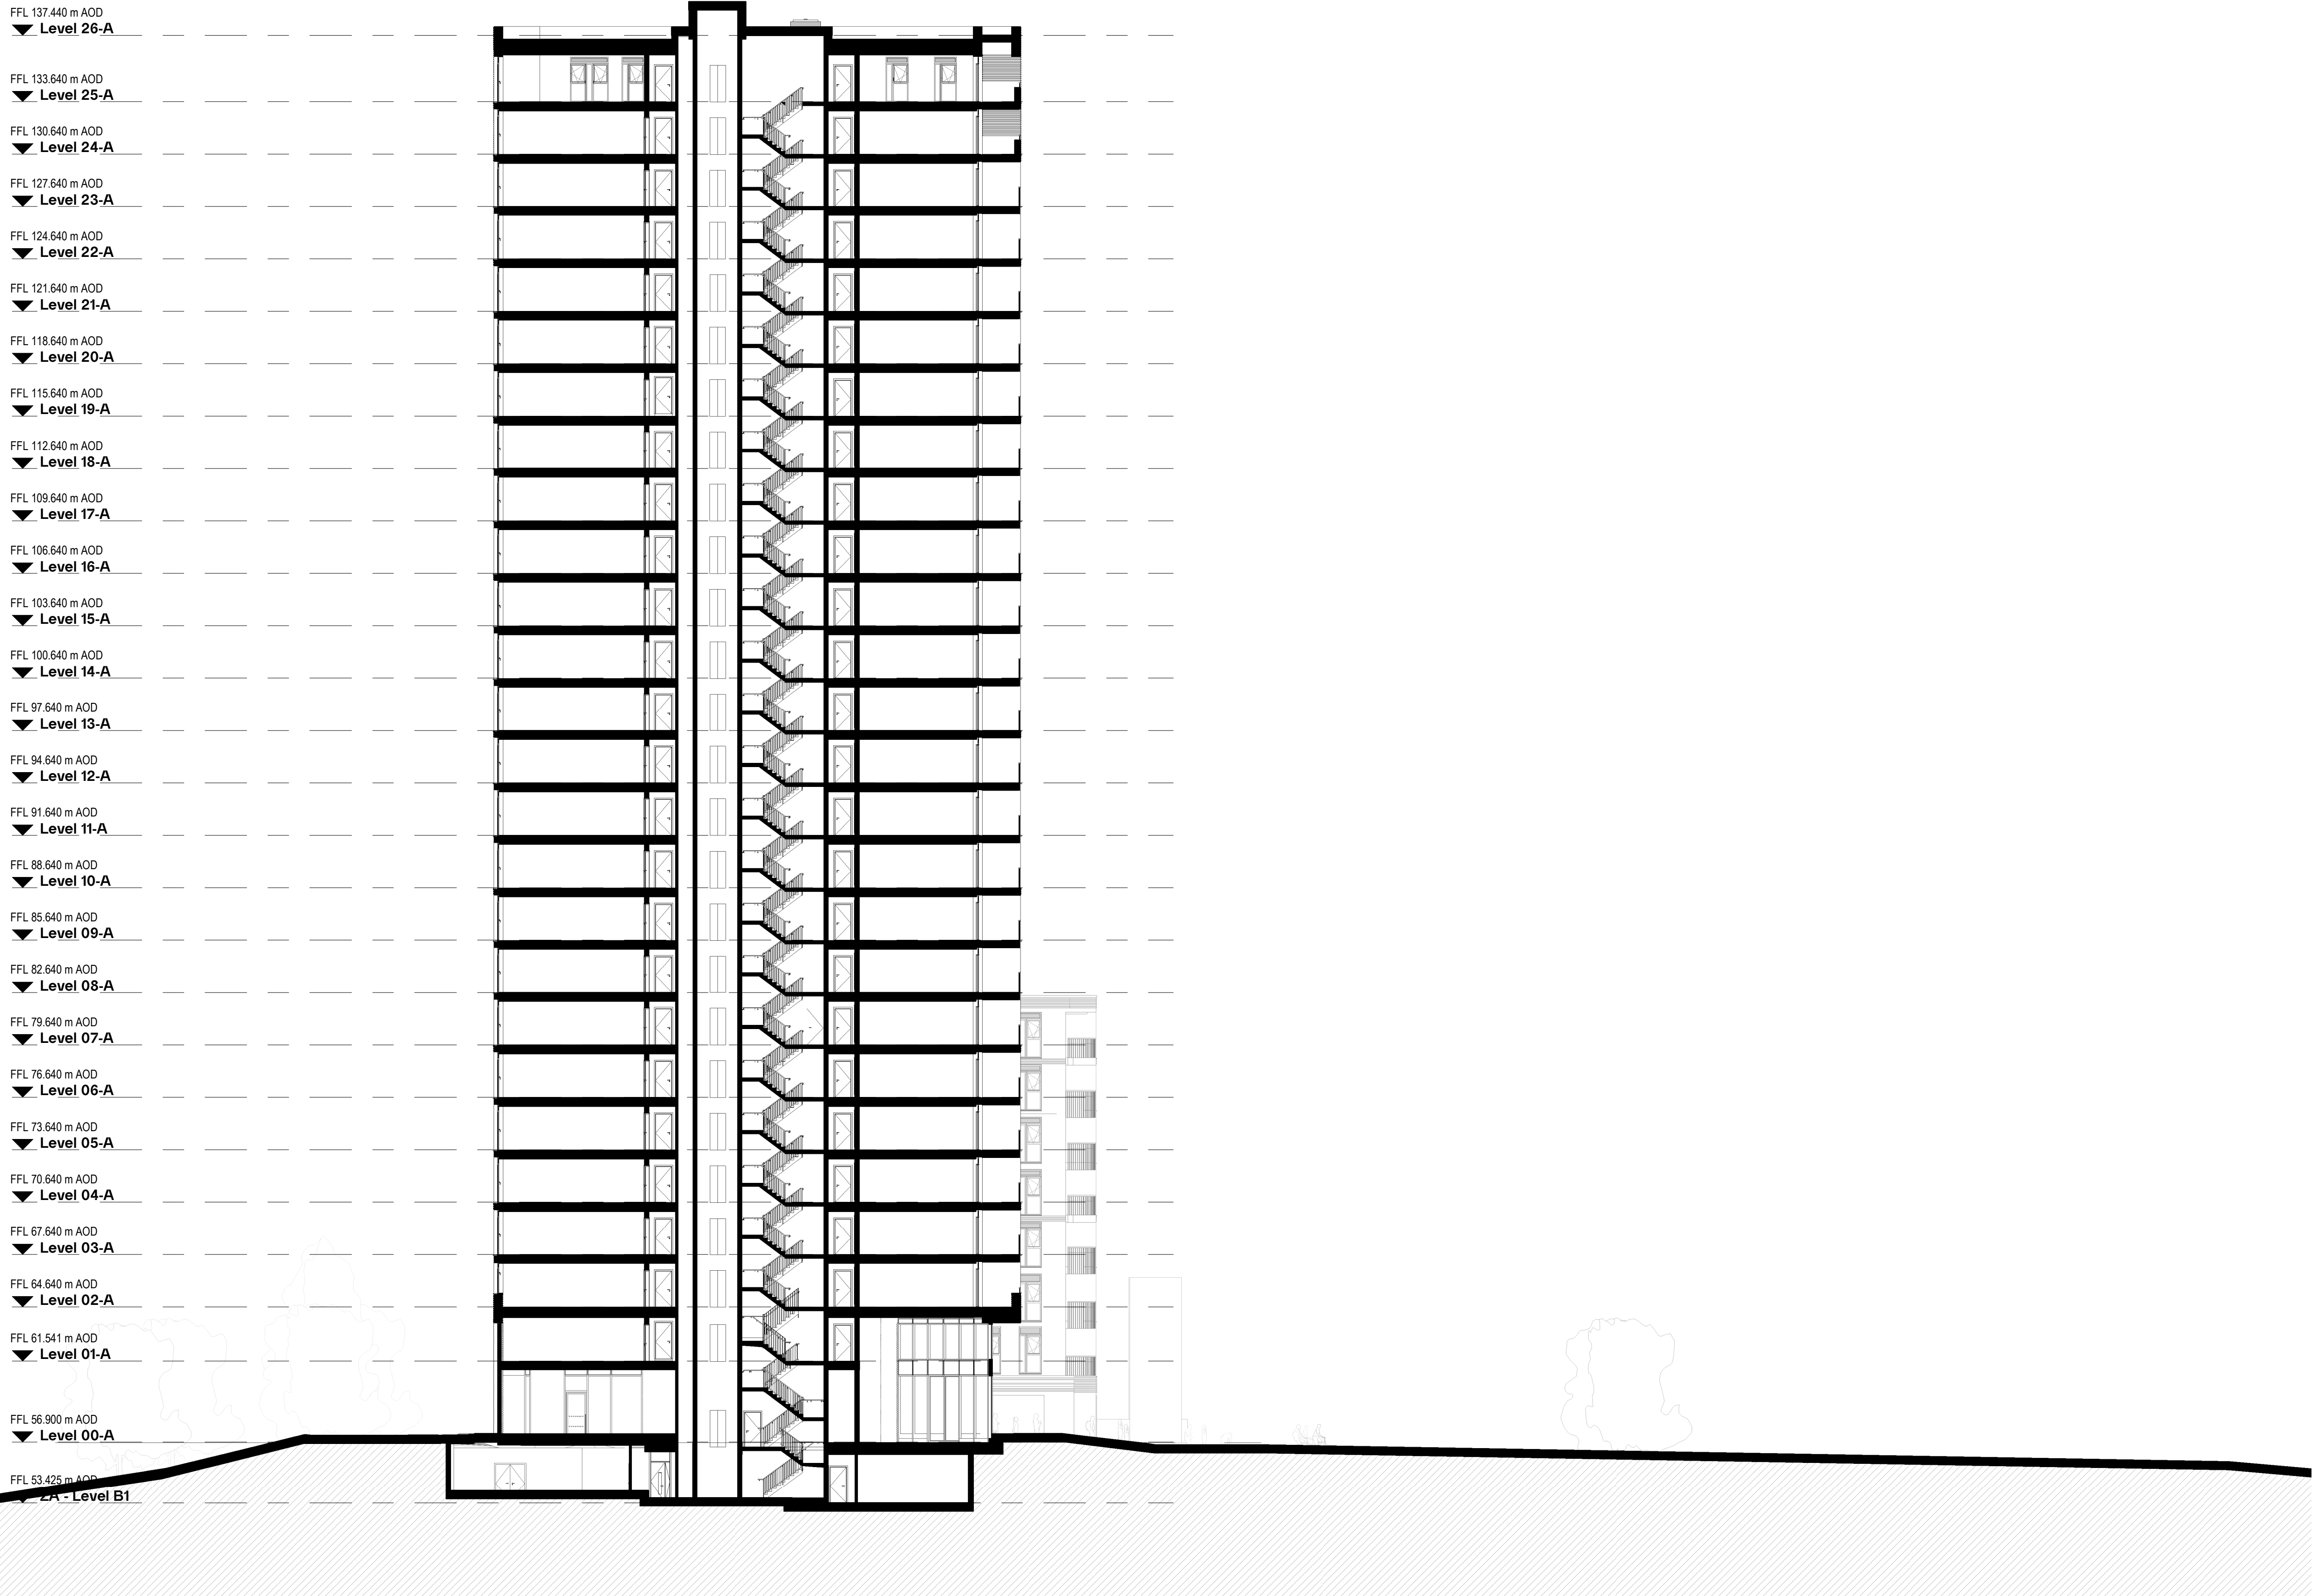 FFL 137.440 m AOD
Level 26-A
FFL 133.640 m AOD
Level 25-A
FFL 130.640 m AOD
Level 24-A
FFL 127.640 m AOD
Level 23-A
FFL 124.640 m AOD
Level 22-A
FFL 121.640 m AOD
Level 21-A
FFL 118.640 m AOD
Level 20-A
FFL 115.640 m AOD
Level 19-A
FFL 112.640 m AOD
Level 18-A
FFL 109.640 m AOD
Level 17-A
FFL 106.640 m AOD
Level 16-A
FFL 103.640 m AOD
Level 15-A
FFL 100.640 m AOD
Level 14-A
FFL 97.640 m AOD
Level 13-A
FFL 94.640 m AOD
Level 12-A
FFL 91.640 m AOD
Level 11-A
FFL 88.640 m AOD
Level 10-A
FFL 85.640 m AOD
Level 09-A
FFL 82.640 m AOD
Level 08-A
FFL 79.640 m AOD
Level 07-A
FFL 76.640 m AOD
Level 06-A
FFL 73.640 m AOD
Level 05-A
FFL 70.640 m AOD
Level 04-A
FFL 67.640 m AOD
Level 03-A
FFL 64.640 m AOD
Level 02-A
FFL 61.541 m AOD
Level 01-A
FFL 56.900 m AOD
Level 00-A
FFL 53.425 m AOD
ZA - Level B1